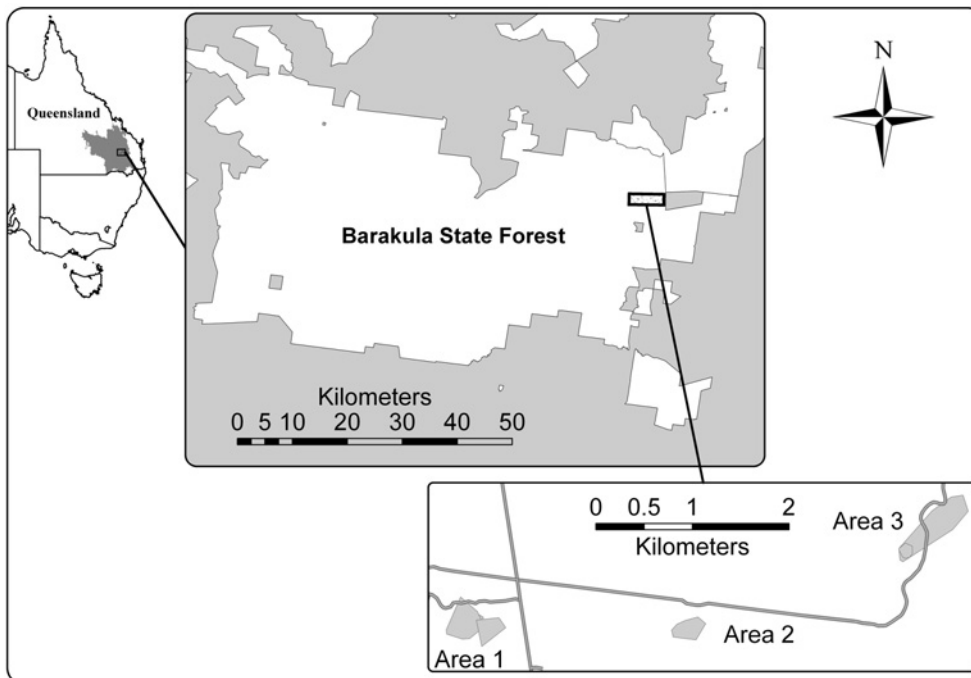 Queensland
N
Barakula State Forest
Kilometers
0 5 10 20 30 40 50
0 0.5 1 2
Kilometers
Area 3
Area 2
Area 1